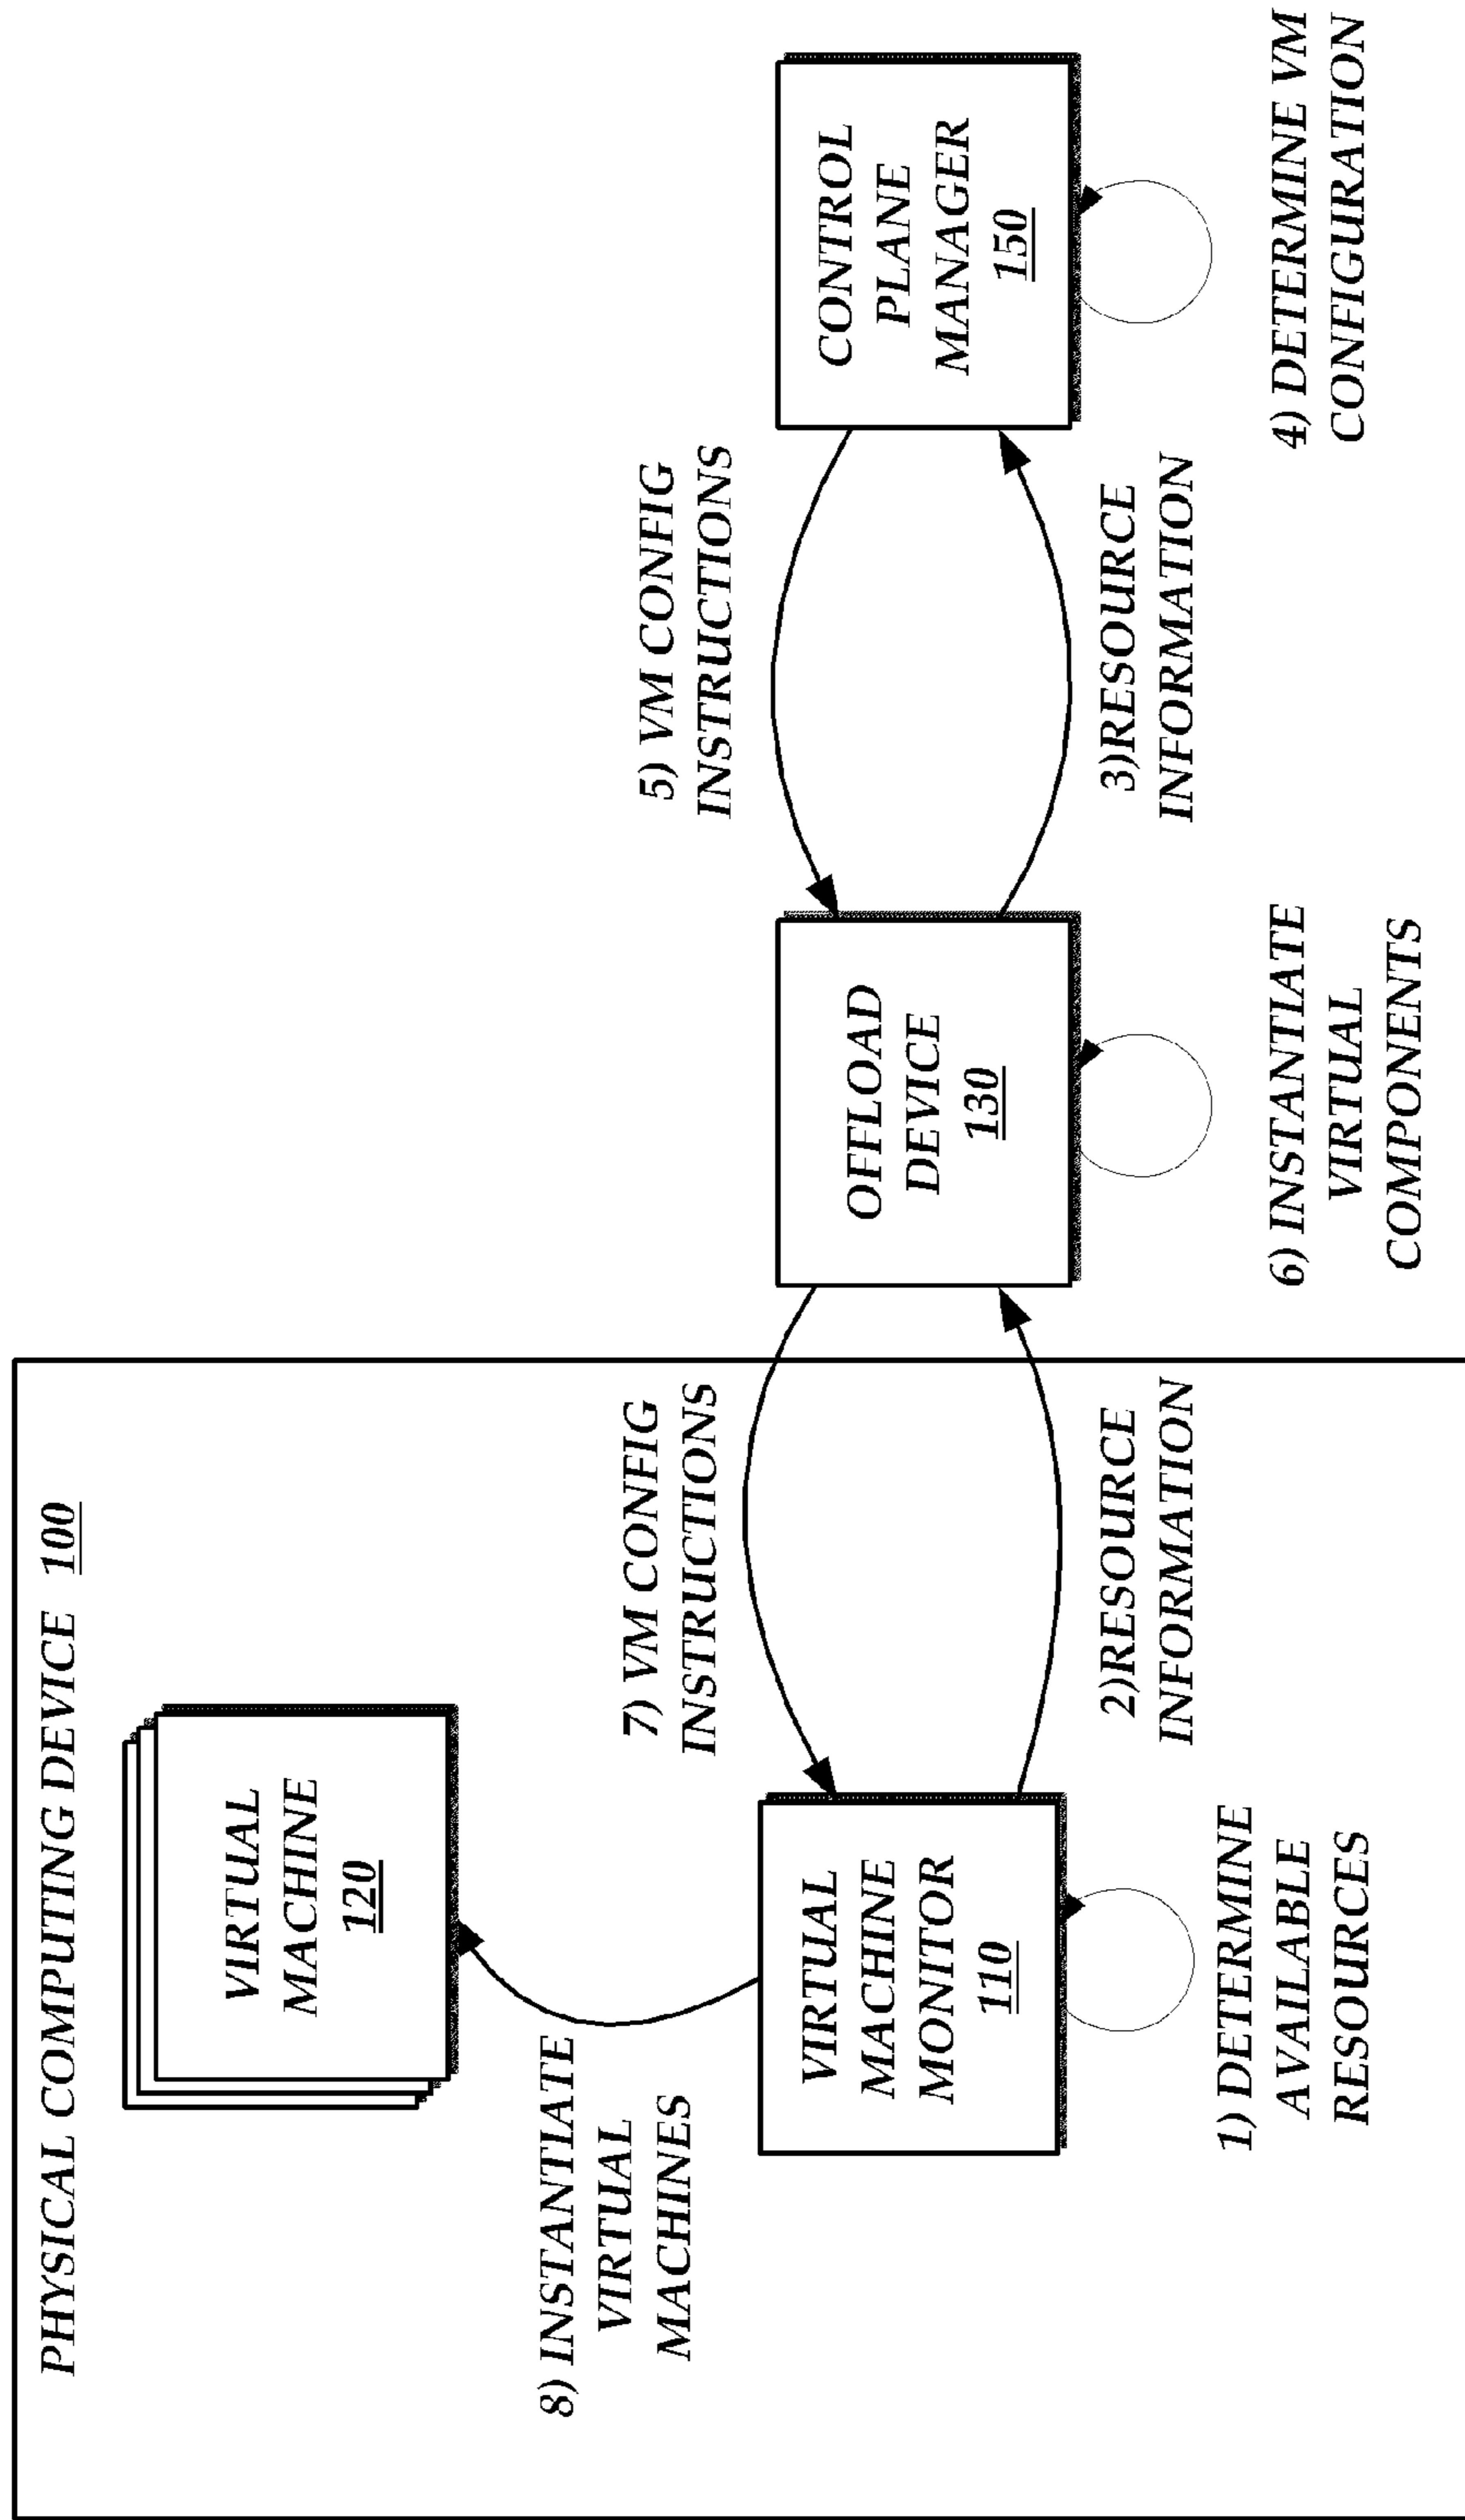 PHYSICAL COMPUTING DEVICE 100
VIRTUAL
MACHINE
120
8) INSTANTIATE
VIRTUAL
MACHINES
VIRTUAL
MACHINE
MONITOR
110
1) DETERMINE
AVAILABLE
RESOURCES
7) VM CONFIG
INSTRUCTIONS
2)RESOURCE
INFORMATION
OFFLOAD
DEVICE
130
6) INSTANTIATE
VIRTUAL
COMPONENTS
5) VM CONFIG
INSTRUCTIONS
3)RESOURCE
INFORMATION
CONTROL
PLANE
MANAGER
150
4) DETERMINE VM
CONFIGURATION